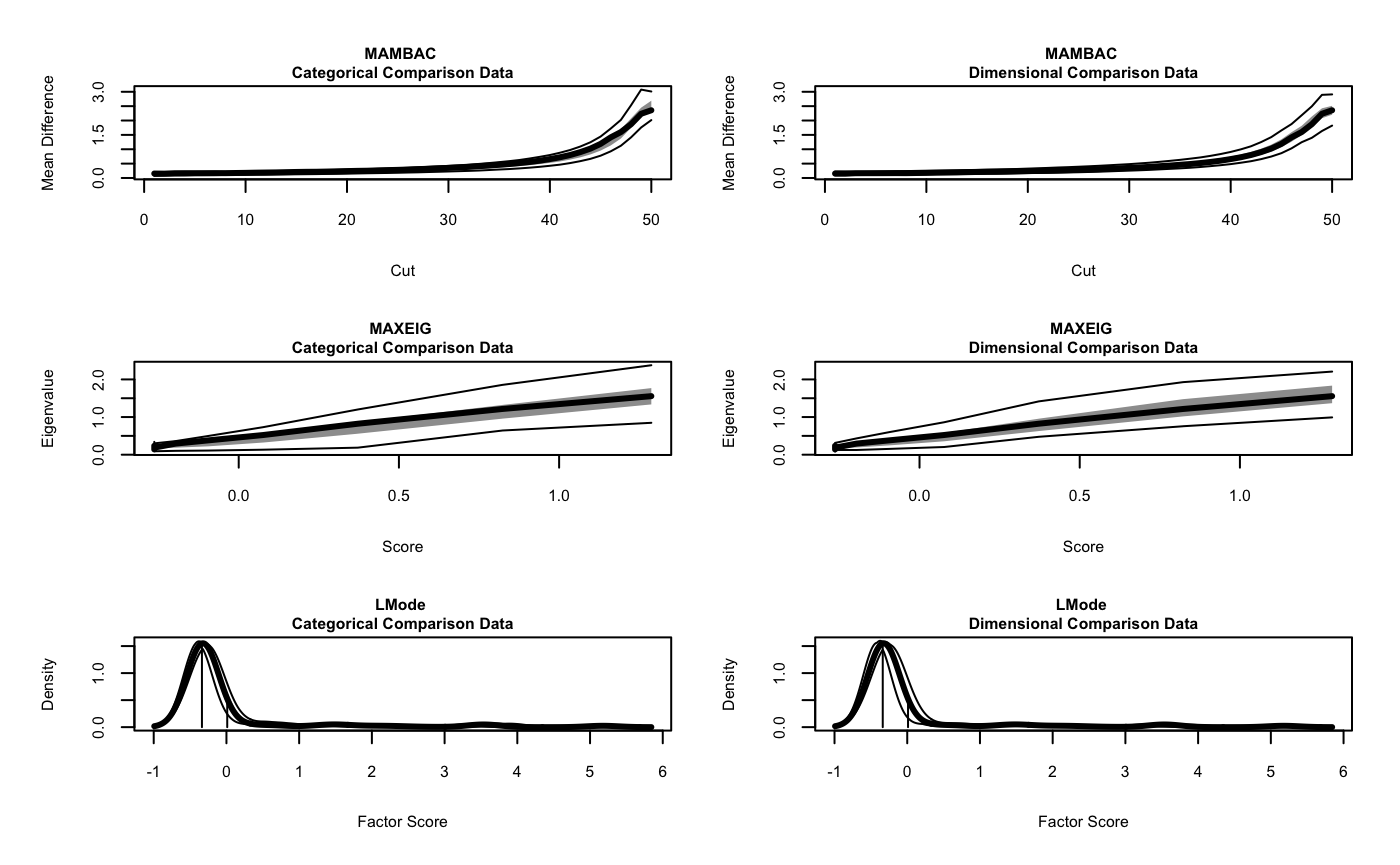 MAMBAC
Categorical Comparison Data
Mean Difference
0.0 1.5 3.0
0 10 20 30 40 50
Cut
MAMBAC
Dimensional Comparison Data
Mean Difference
0.0 1.5 3.0
0 10 20 30 40 50
Cut
MAXEIG
Categorical Comparison Data
Eigenvalue
0.0 1.0 2.0
0.0 0.5 1.0
Score
MAXEIG
Dimensional Comparison Data
Eigenvalue
0.0 1.0 2.0
0.0 0.5 1.0
Score
LMode
Categorical Comparison Data
Density
0.0 1.0
-1 0 1 2 3 4 5 6
Factor Score
LMode
Dimensional Comparison Data
Density
0.0 1.0
-1 0 1 2 3 4 5 6
Factor Score